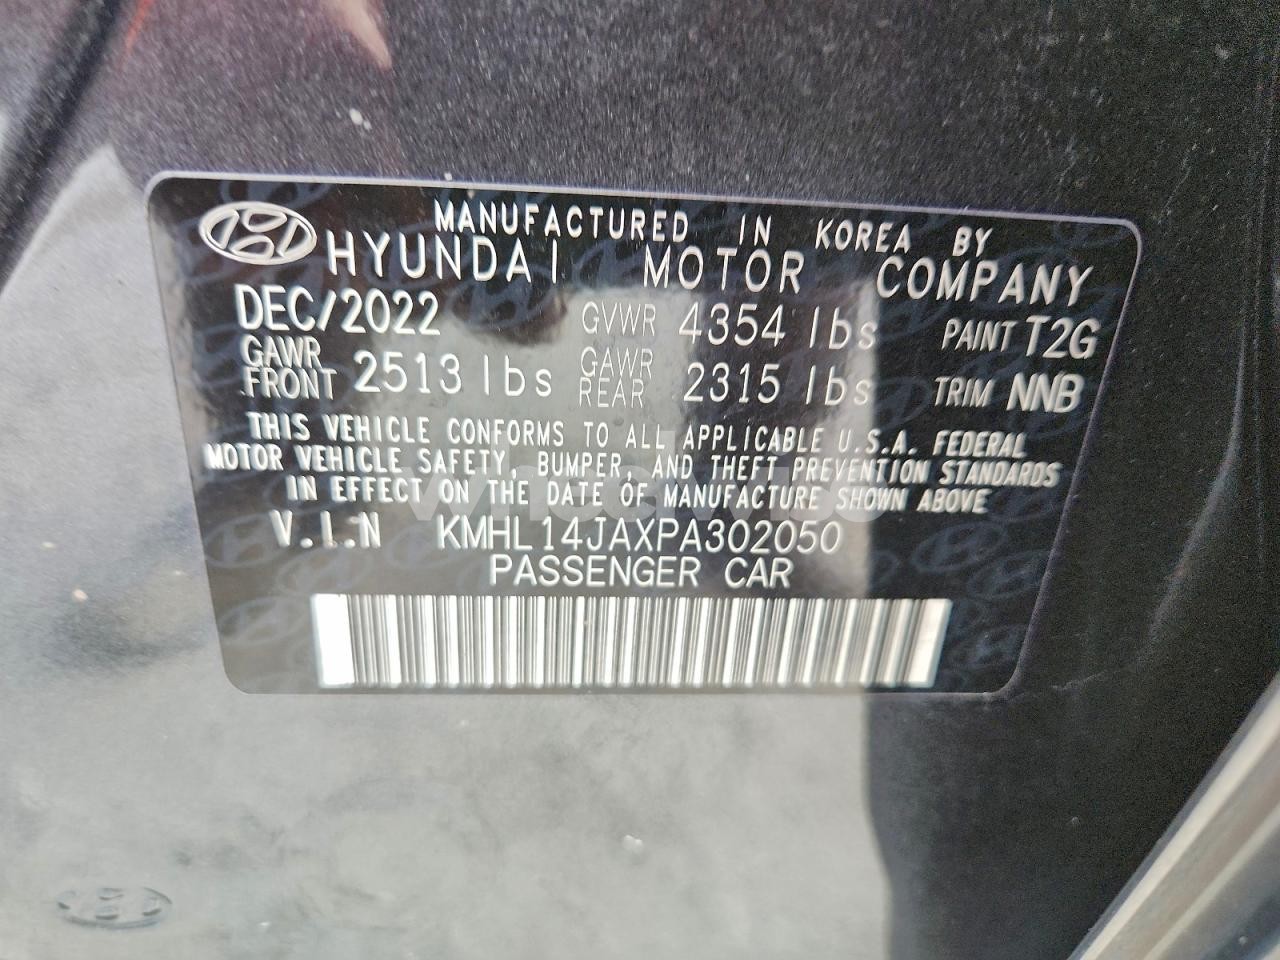 MANUFACTURED IN KOREA BY
HYUNDAI MOTOR COMPANY
DEC/2022 GVWR 4354 lbs PAINT T2G
GAWR FRONT 2513 lbs GAWR REAR 2315 lbs TRIM NNB
THIS VEHICLE CONFORMS TO ALL APPLICABLE U.S.A. FEDERAL
MOTOR VEHICLE SAFETY, BUMPER, AND THEFT PREVENTION STANDARDS
IN EFFECT ON THE DATE OF MANUFACTURE SHOWN ABOVE
V.I.N KMHL14JAXPA302050
PASSENGER CAR